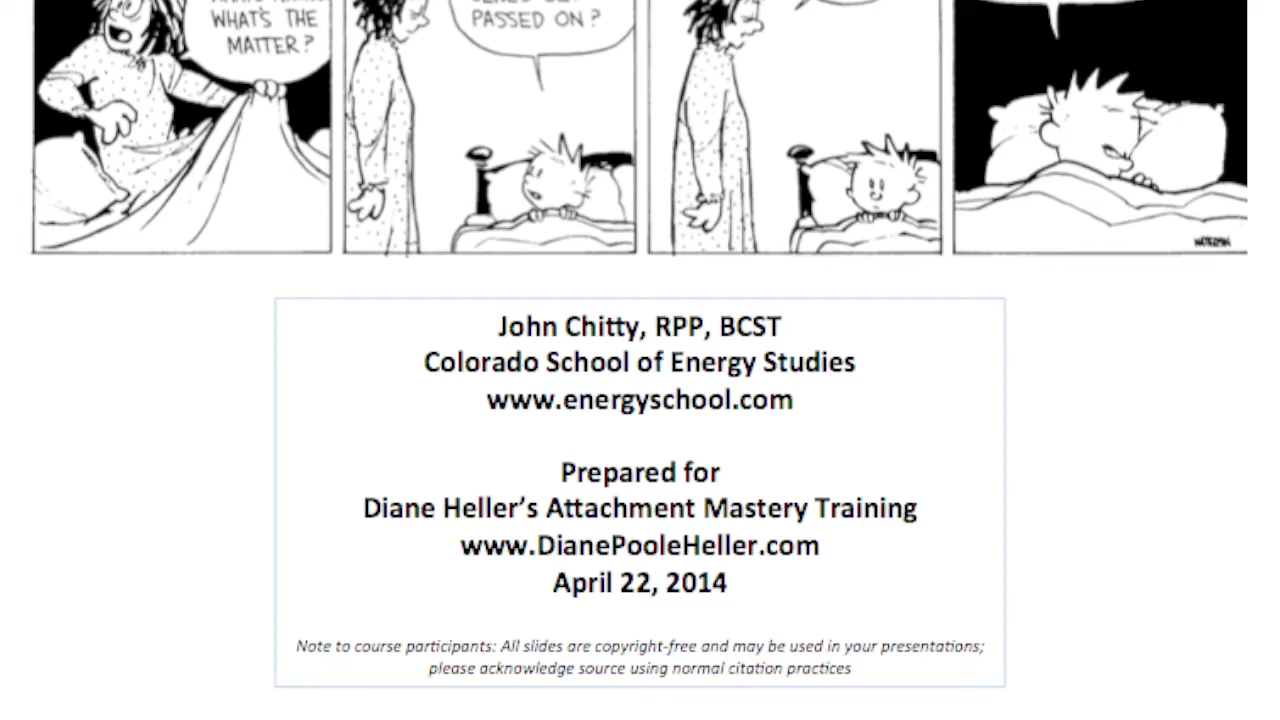 WHAT'S THE
MATTER?
PASSED ON?
John Chitty, RPP, BCST
Colorado School of Energy Studies
www.energyschool.com
Prepared for
Diane Heller’s Attachment Mastery Training
www.DianePooleHeller.com
April 22, 2014
Note to course participants: All slides are copyright-free and may be used in your presentations;
please acknowledge source using normal citation practices